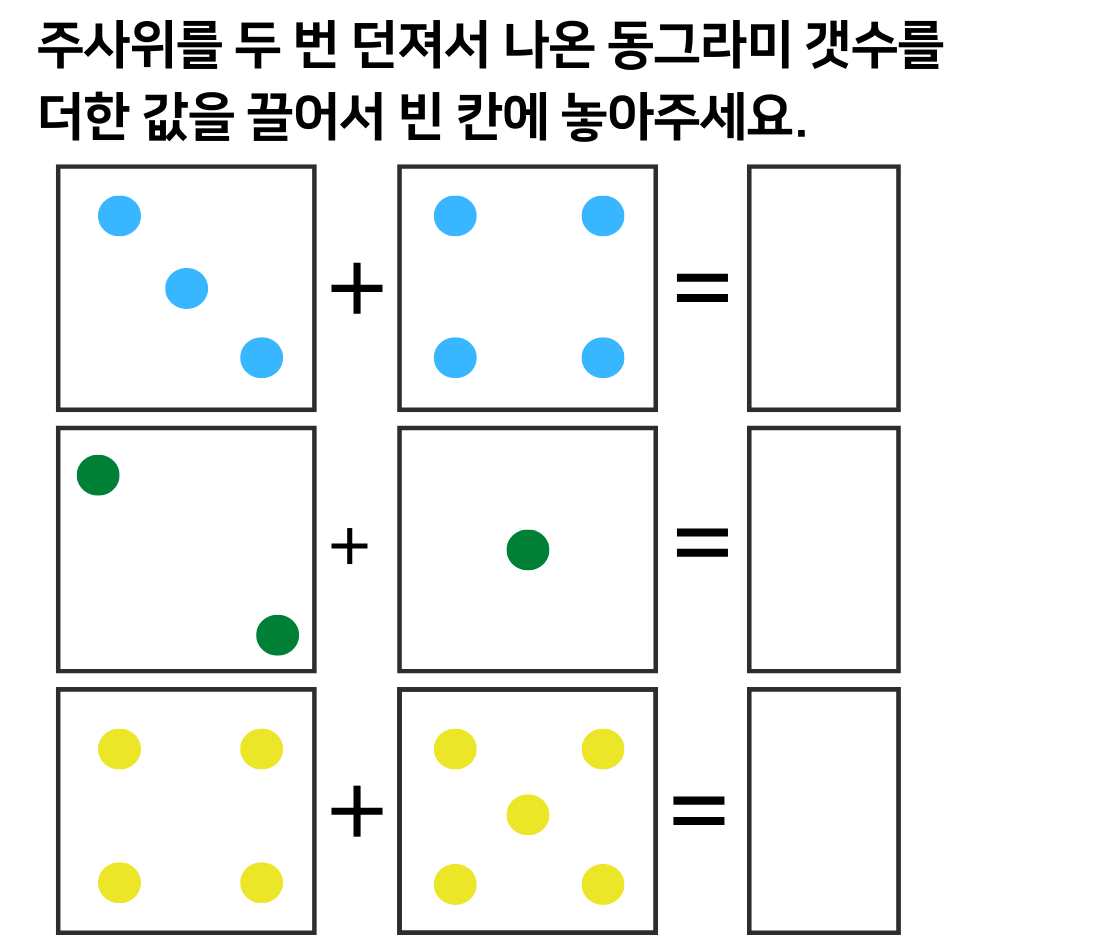 주사위를 두 번 던져서 나온 동그라미 갯수를
더한 값을 끌어서 빈 칸에 놓아주세요.
+ =
+ =
+ =